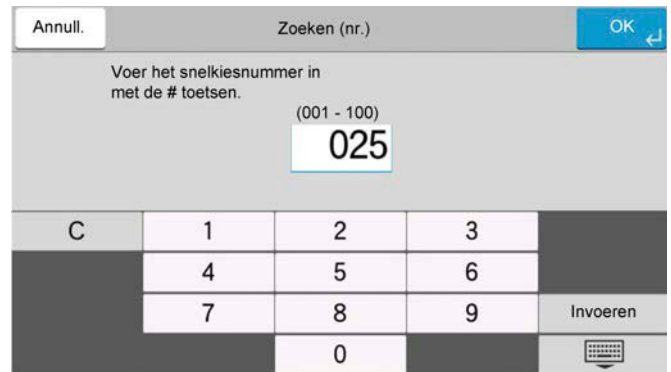 Annull.
Zoeken (nr.)
OK
Voer het snelkiesnummer in
met de # toetsen.
(001 - 100)
025
C
1
2
3
4
5
6
7
8
9
Invoeren
0